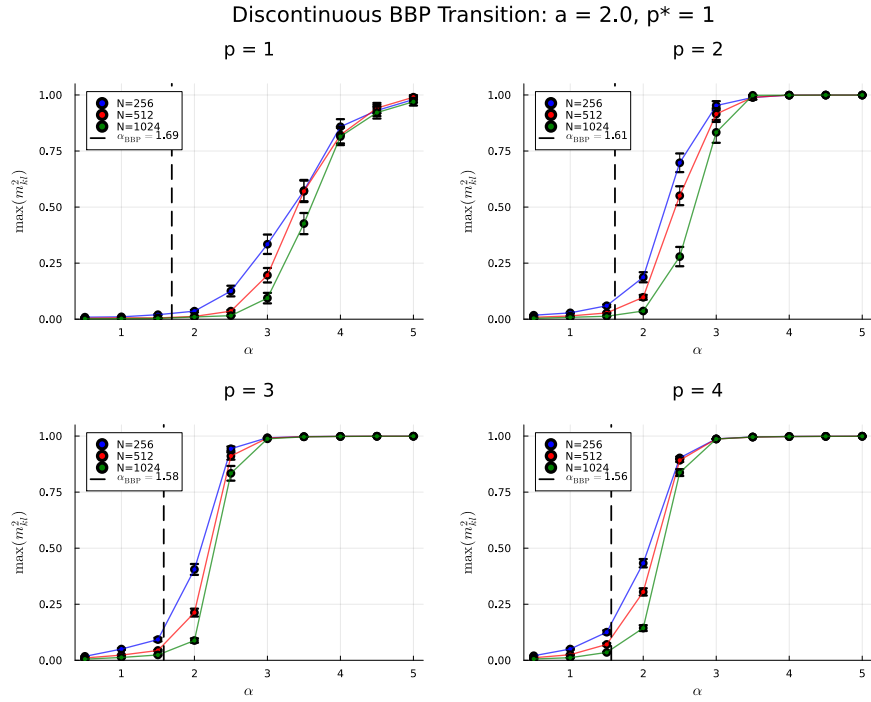 Discontinuous BBP Transition: a = 2.0, p* = 1
p = 1
max(m²ₖₗ)
1.00
0.75
0.50
0.25
0.00
N=256
N=512
N=1024
α_BBP = 1.69
1 2 3 4 5
α
p = 2
max(m²ₖₗ)
1.00
0.75
0.50
0.25
0.00
N=256
N=512
N=1024
α_BBP = 1.61
1 2 3 4 5
α
p = 3
max(m²ₖₗ)
1.00
0.75
0.50
0.25
0.00
N=256
N=512
N=1024
α_BBP = 1.58
1 2 3 4 5
α
p = 4
max(m²ₖₗ)
1.00
0.75
0.50
0.25
0.00
N=256
N=512
N=1024
α_BBP = 1.56
1 2 3 4 5
α